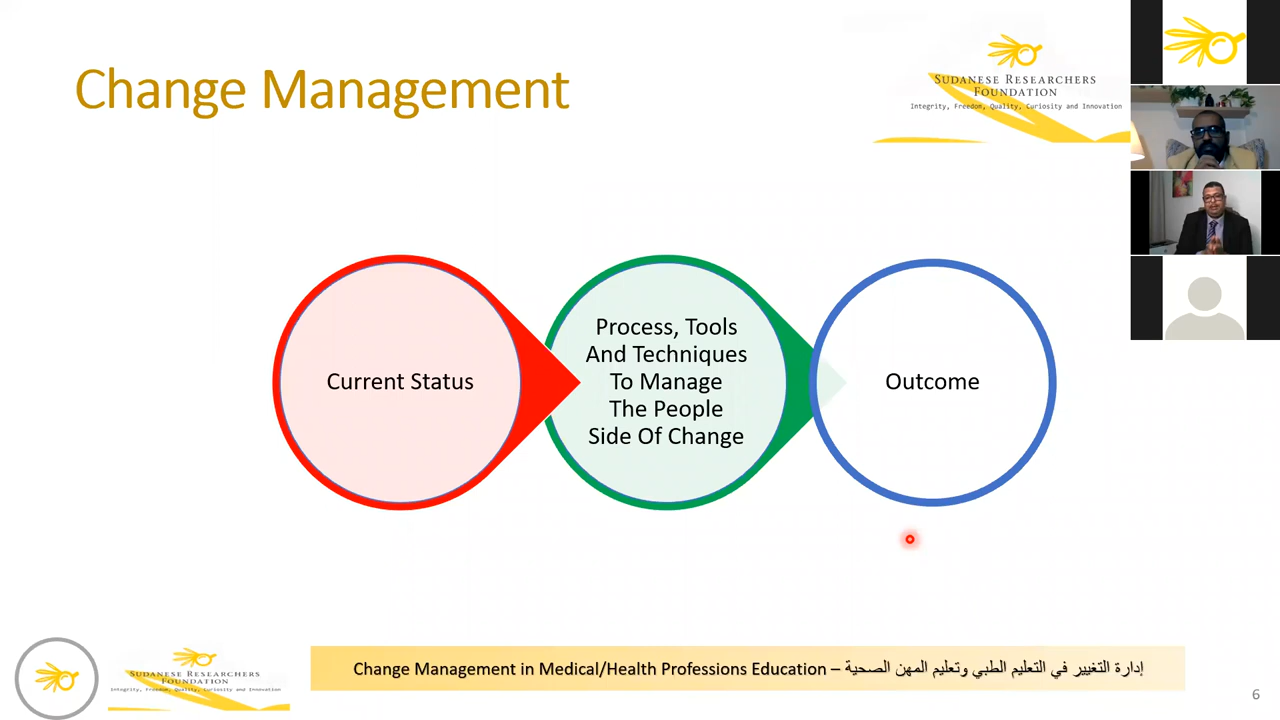 Change Management
SUDANESE RESEARCHERS
FOUNDATION
Integrity, Freedom, Quality, Curiosity and Innovation
Current Status
Process, Tools
And Techniques
To Manage
The People
Side Of Change
Outcome
SUDANESE RESEARCHERS
FOUNDATION
Integrity, Freedom, Quality, Curiosity and Innovation
Change Management in Medical/Health Professions Education – إدارة التغيير في التعليم الطبي وتعليم المهن الصحية
6